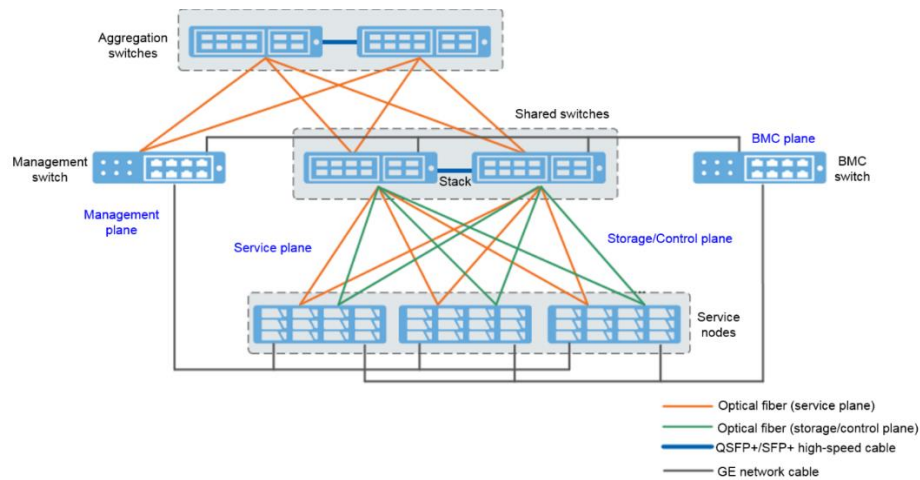 Aggregation
switches
Shared switches
BMC plane
Management
switch
Stack
BMC
switch
Management
plane
Service plane
Storage/Control plane
Service
nodes
Optical fiber (service plane)
Optical fiber (storage/control plane)
QSFP+/SFP+ high-speed cable
GE network cable